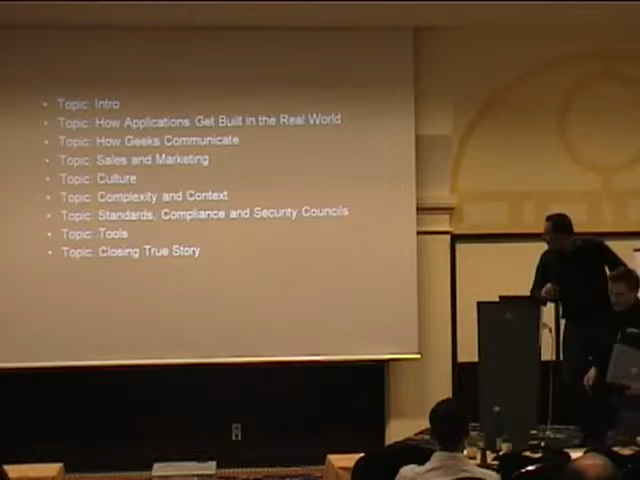 • Topic: Intro
• Topic: How Applications Get Built in the Real World
• Topic: How Geeks Communicate
• Topic: Sales and Marketing
• Topic: Culture
• Topic: Complexity and Context
• Topic: Standards, Compliance and Security Councils
• Topic: Tools
• Topic: Closing True Story